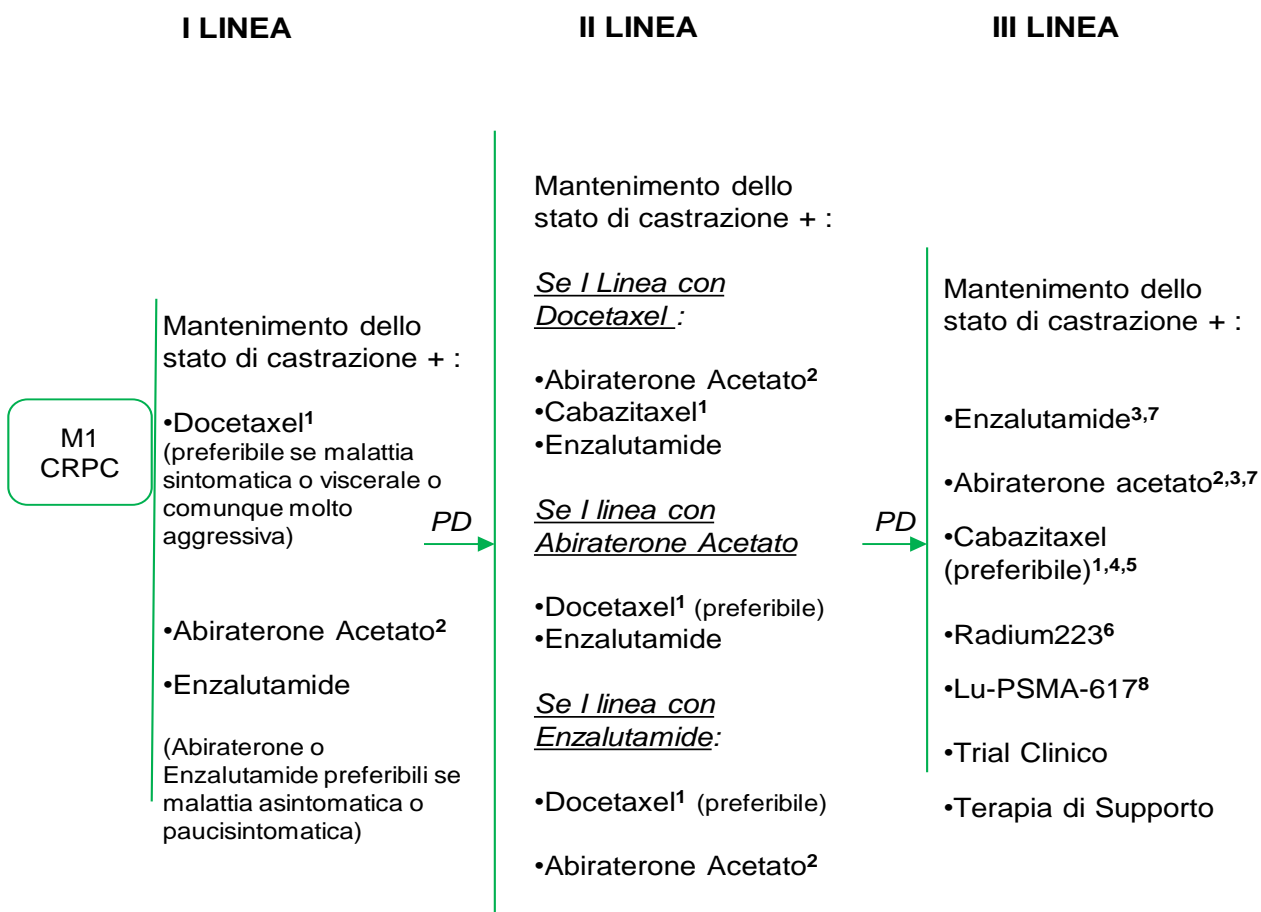 I LINEA
II LINEA
III LINEA
M1
CRPC
Mantenimento dello
stato di castrazione + :
•Docetaxel¹
(preferibile se malattia
sintomatica o viscerale o
comunque molto
aggressiva)
•Abiraterone Acetato²
•Enzalutamide
(Abiraterone o
Enzalutamide preferibili se
malattia asintomatica o
paucisintomatica)
PD
Mantenimento dello
stato di castrazione + :
Se I Linea con
Docetaxel :
•Abiraterone Acetato²
•Cabazitaxel¹
•Enzalutamide
Se I linea con
Abiraterone Acetato
•Docetaxel¹ (preferibile)
•Enzalutamide
Se I linea con
Enzalutamide:
•Docetaxel¹ (preferibile)
•Abiraterone Acetato²
PD
Mantenimento dello
stato di castrazione + :
•Enzalutamide³,⁷
•Abiraterone acetato²,³,⁷
•Cabazitaxel
(preferibile)¹,⁴,⁵
•Radium223⁶
•Lu-PSMA-617⁸
•Trial Clinico
•Terapia di Supporto